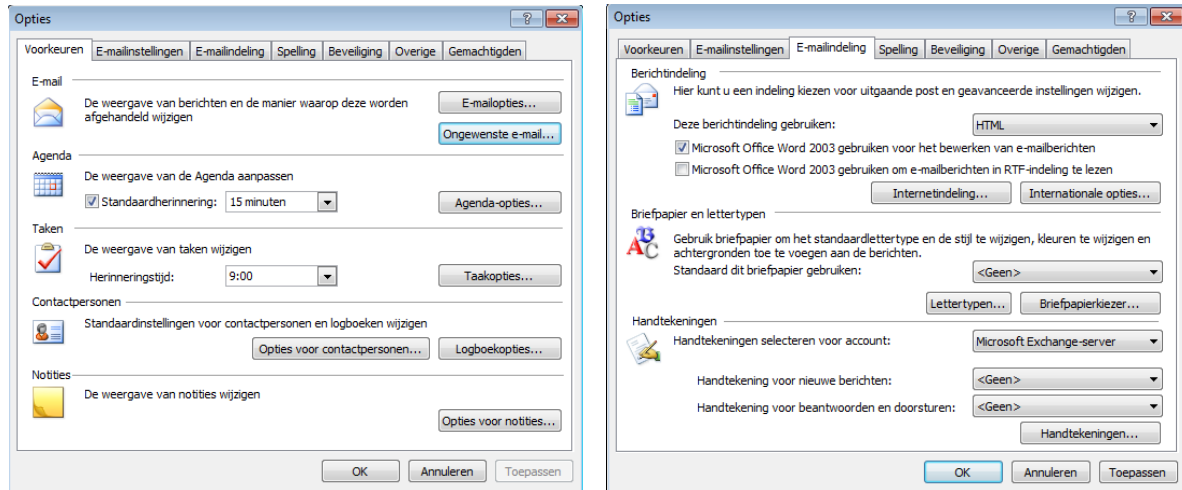 Opties
Voorkeuren E-mailinstellingen E-mailindeling Spelling Beveiliging Overige Gemachtigden
E-mail
De weergave van berichten en de manier waarop deze worden
afgehandeld wijzigen
E-mailopties...
Ongewenste e-mail...
Agenda
De weergave van de Agenda aanpassen
Standaardherinnering: 15 minuten
Agenda-opties...
Taken
De weergave van taken wijzigen
Herinneringstijd: 9:00
Taakopties...
Contactpersonen
Standaardinstellingen voor contactpersonen en logboeken wijzigen
Opties voor contactpersonen... Logboekopties...
Notities
De weergave van notities wijzigen
Opties voor notities...
OK Annuleren Toepassen
Opties
Voorkeuren E-mailinstellingen E-mailindeling Spelling Beveiliging Overige Gemachtigden
Berichtindeling
Hier kunt u een indeling kiezen voor uitgaande post en geavanceerde instellingen wijzigen.
Deze berichtindeling gebruiken: HTML
Microsoft Office Word 2003 gebruiken voor het bewerken van e-mailberichten
Microsoft Office Word 2003 gebruiken om e-mailberichten in RTF-indeling te lezen
Internetindeling... Internationale opties...
Briefpapier en lettertypen
Gebruik briefpapier om het standaardlettertype en de stijl te wijzigen, kleuren te wijzigen en
achtergronden toe te voegen aan de berichten.
Standaard dit briefpapier gebruiken: <Geen>
Lettertypen... Briefpapierkiezer...
Handtekeningen
Handtekeningen selecteren voor account: Microsoft Exchange-server
Handtekening voor nieuwe berichten: <Geen>
Handtekening voor beantwoorden en doorsturen: <Geen>
Handtekeningen...
OK Annuleren Toepassen